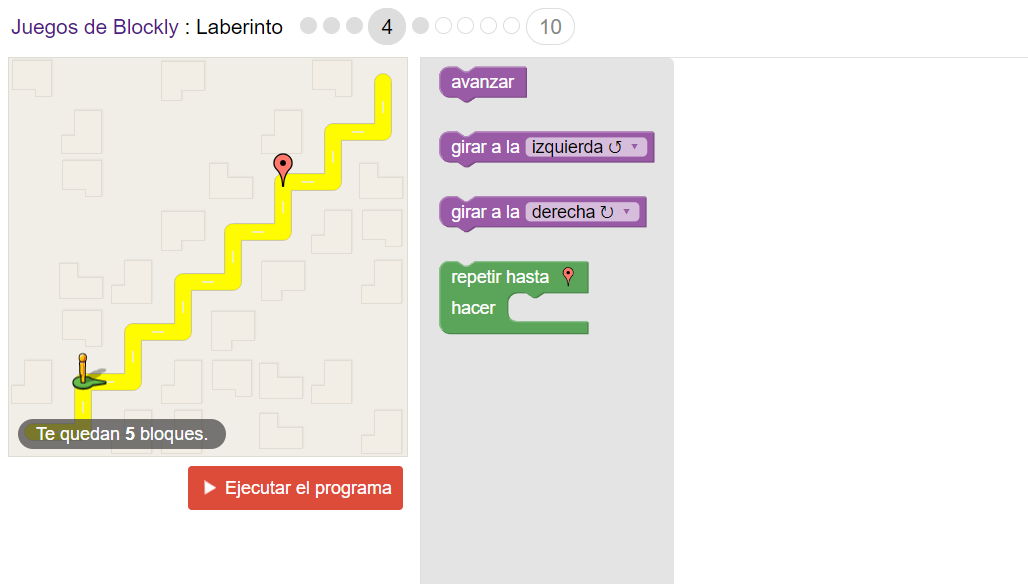 Juegos de Blockly : Laberinto 4 10
avanzar
girar a la izquierda ↺ ▼
girar a la derecha ↻ ▼
repetir hasta
hacer
Te quedan 5 bloques.
Ejecutar el programa